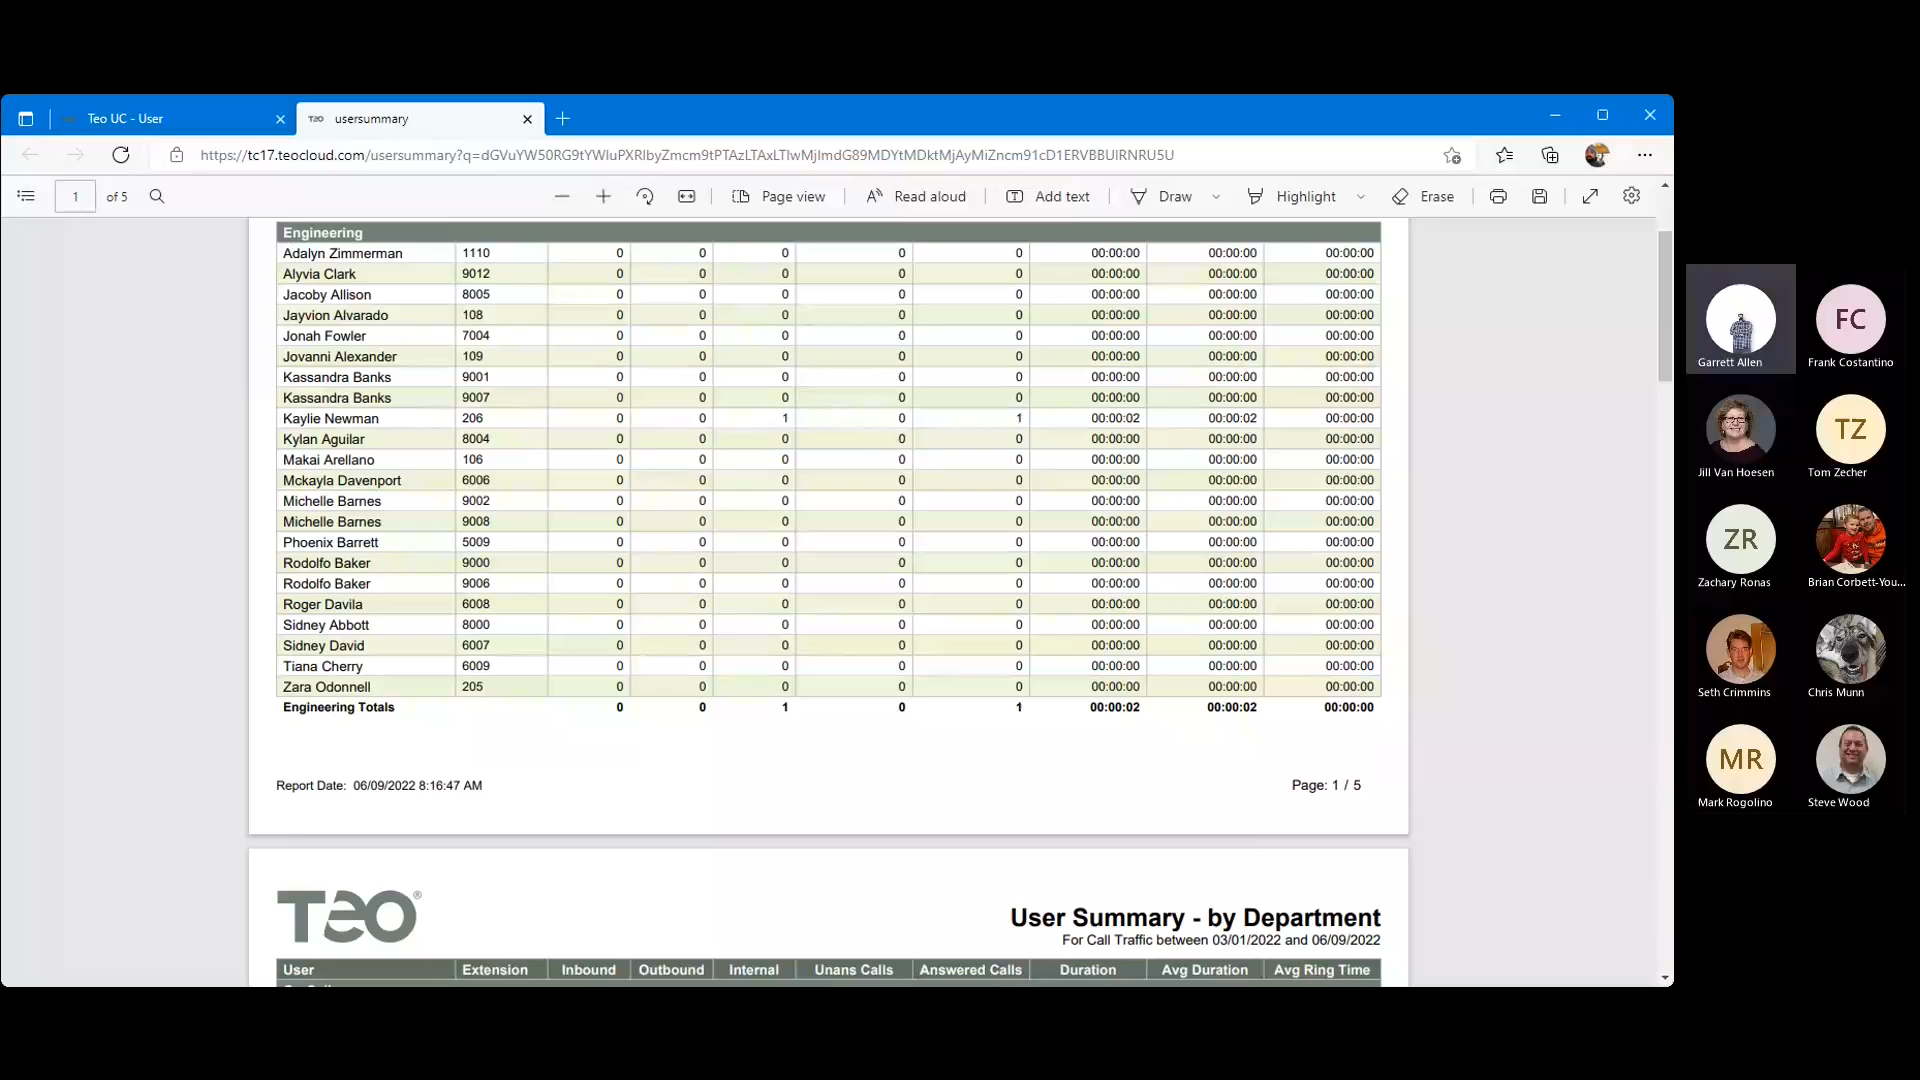 Teo UC - User
TEO usersummary
https://tc17.teocloud.com/usersummary?q=dGVuYW50RG9tYWluPXRlbyZmcm9tPTAzLTAxLTIwMjImdG89MDYtMDktMjAyMiZncm91cD1ERVBBUlRNRU5U
1 of 5
Page view
Read aloud
Add text
Draw
Highlight
Erase
Engineering
Adalyn Zimmerman 1110 0 0 0 0 0 00:00:00 00:00:00 00:00:00
Alyvia Clark 9012 0 0 0 0 0 00:00:00 00:00:00 00:00:00
Jacoby Allison 8005 0 0 0 0 0 00:00:00 00:00:00 00:00:00
Jayvion Alvarado 108 0 0 0 0 0 00:00:00 00:00:00 00:00:00
Jonah Fowler 7004 0 0 0 0 0 00:00:00 00:00:00 00:00:00
Jovanni Alexander 109 0 0 0 0 0 00:00:00 00:00:00 00:00:00
Kassandra Banks 9001 0 0 0 0 0 00:00:00 00:00:00 00:00:00
Kassandra Banks 9007 0 0 0 0 0 00:00:00 00:00:00 00:00:00
Kaylie Newman 206 0 0 1 0 1 00:00:02 00:00:02 00:00:00
Kylan Aguilar 8004 0 0 0 0 0 00:00:00 00:00:00 00:00:00
Makai Arellano 106 0 0 0 0 0 00:00:00 00:00:00 00:00:00
Mckayla Davenport 6006 0 0 0 0 0 00:00:00 00:00:00 00:00:00
Michelle Barnes 9002 0 0 0 0 0 00:00:00 00:00:00 00:00:00
Michelle Barnes 9008 0 0 0 0 0 00:00:00 00:00:00 00:00:00
Phoenix Barrett 5009 0 0 0 0 0 00:00:00 00:00:00 00:00:00
Rodolfo Baker 9000 0 0 0 0 0 00:00:00 00:00:00 00:00:00
Rodolfo Baker 9006 0 0 0 0 0 00:00:00 00:00:00 00:00:00
Roger Davila 6008 0 0 0 0 0 00:00:00 00:00:00 00:00:00
Sidney Abbott 8000 0 0 0 0 0 00:00:00 00:00:00 00:00:00
Sidney David 6007 0 0 0 0 0 00:00:00 00:00:00 00:00:00
Tiana Cherry 6009 0 0 0 0 0 00:00:00 00:00:00 00:00:00
Zara Odonnell 205 0 0 0 0 0 00:00:00 00:00:00 00:00:00
Engineering Totals 0 0 1 0 1 00:00:02 00:00:02 00:00:00
Report Date: 06/09/2022 8:16:47 AM
Page: 1 / 5
TEO®
User Summary - by Department
For Call Traffic between 03/01/2022 and 06/09/2022
User Extension Inbound Outbound Internal Unans Calls Answered Calls Duration Avg Duration Avg Ring Time
Garrett Allen
FC
Frank Costantino
Jill Van Hoesen
TZ
Tom Zecher
ZR
Zachary Ronas
Brian Corbett-You...
Seth Crimmins
Chris Munn
MR
Mark Rogolino
Steve Wood